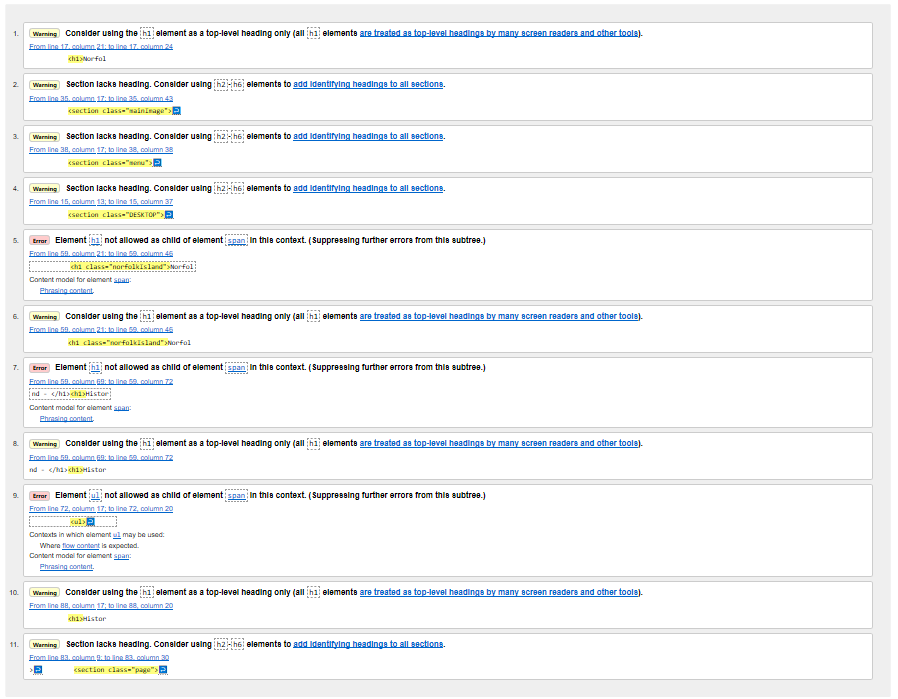 1. Warning Consider using the h1 element as a top-level heading only (all h1 elements are treated as top-level headings by many screen readers and other tools).
From line 17, column 21; to line 17, column 24
<h1>Norfol
2. Warning Section lacks heading. Consider using h2-h6 elements to add identifying headings to all sections.
From line 35, column 17; to line 35, column 43
<section class="mainImage">
3. Warning Section lacks heading. Consider using h2-h6 elements to add identifying headings to all sections.
From line 38, column 17; to line 38, column 38
<section class="menu">
4. Warning Section lacks heading. Consider using h2-h6 elements to add identifying headings to all sections.
From line 15, column 13; to line 15, column 37
<section class="DESKTOP">
5. Error Element h1 not allowed as child of element span in this context. (Suppressing further errors from this subtree.)
From line 59, column 21; to line 59, column 46
<h1 class="norfolkIsland">Norfol
Content model for element span:
Phrasing content.
6. Warning Consider using the h1 element as a top-level heading only (all h1 elements are treated as top-level headings by many screen readers and other tools).
From line 59, column 21; to line 59, column 46
<h1 class="norfolkIsland">Norfol
7. Error Element h1 not allowed as child of element span in this context. (Suppressing further errors from this subtree.)
From line 59, column 69; to line 59, column 72
nd - </h1><h1>Histor
Content model for element span:
Phrasing content.
8. Warning Consider using the h1 element as a top-level heading only (all h1 elements are treated as top-level headings by many screen readers and other tools).
From line 59, column 69; to line 59, column 72
nd - </h1><h1>Histor
9. Error Element ul not allowed as child of element span in this context. (Suppressing further errors from this subtree.)
From line 72, column 17; to line 72, column 20
<ul>
Contexts in which element ul may be used:
Where flow content is expected.
Content model for element span:
Phrasing content.
10. Warning Consider using the h1 element as a top-level heading only (all h1 elements are treated as top-level headings by many screen readers and other tools).
From line 88, column 17; to line 88, column 20
<h1>Histor
11. Warning Section lacks heading. Consider using h2-h6 elements to add identifying headings to all sections.
From line 83, column 9; to line 83, column 30
> <section class="page">